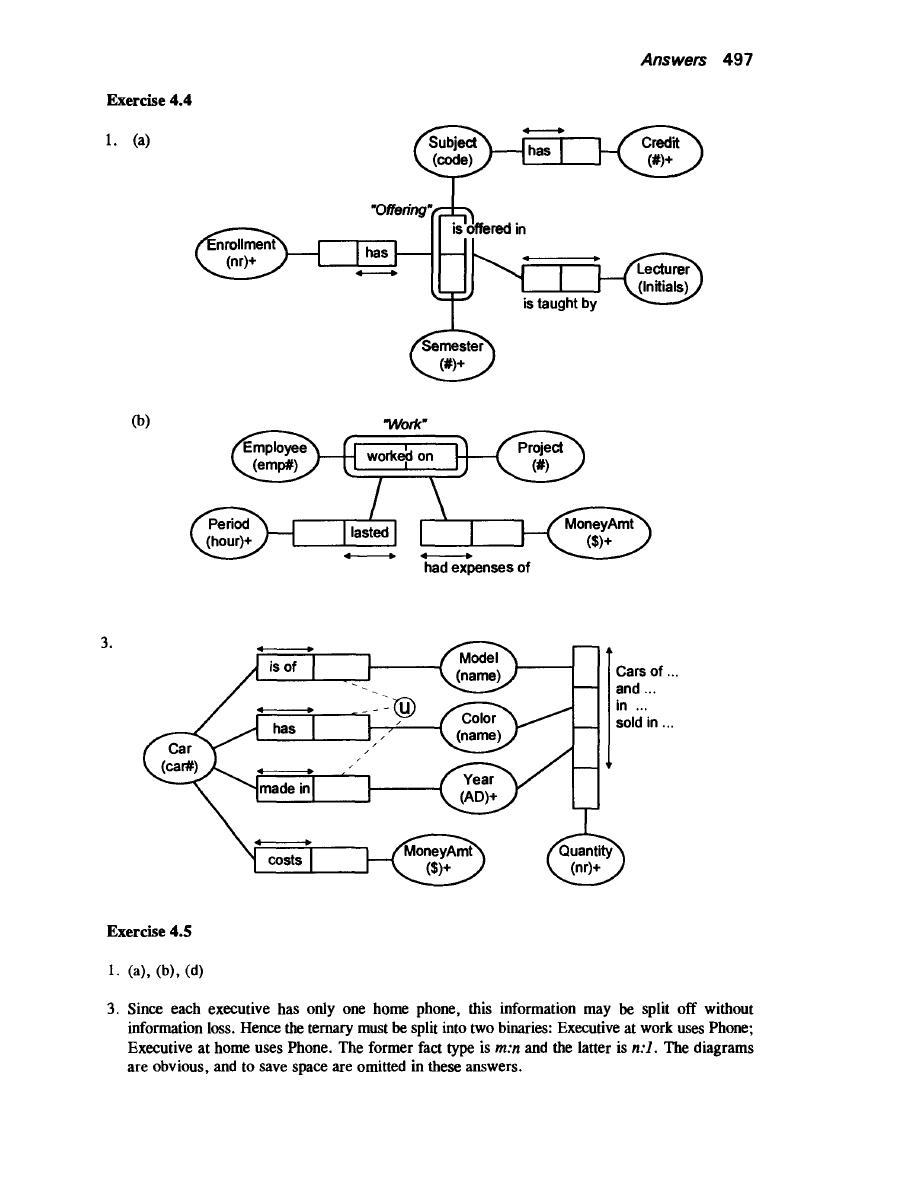 Answers 497
Exercise 4.4
1. (a)
Subject
(code)
has
Credit
(#)+
"Offering"
is offered in
Enrollment
(nr)+
has
Lecturer
(Initials)
is taught by
Semester
(#)+
(b)
"Work"
Employee
(emp#)
worked on
Project
(#)
Period
(hour)+
lasted
MoneyAmt
($)+
had expenses of
3.
is of
Model
(name)
Cars of ...
and ...
in ...
sold in ...
u
has
Color
(name)
Car
(car#)
made in
Year
(AD)+
costs
MoneyAmt
($)+
Quantity
(nr)+
Exercise 4.5
1. (a), (b), (d)
3. Since each executive has only one home phone, this information may be split off without
information loss. Hence the ternary must be split into two binaries: Executive at work uses Phone;
Executive at home uses Phone. The former fact type is m:n and the latter is n:1. The diagrams
are obvious, and to save space are omitted in these answers.